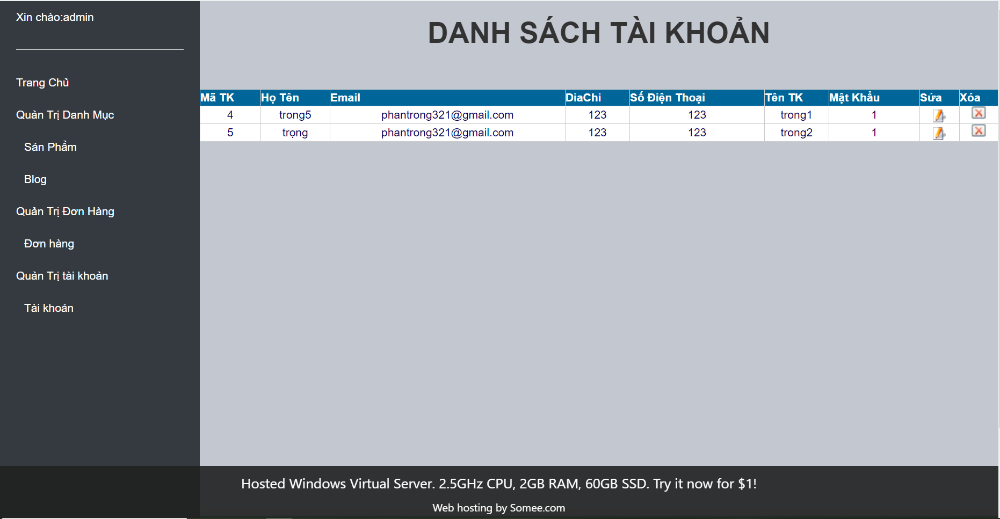 Xin chào:admin
Trang Chủ
Quản Trị Danh Mục
Sản Phẩm
Blog
Quản Trị Đơn Hàng
Đơn hàng
Quản Trị tài khoản
Tài khoản
DANH SÁCH TÀI KHOẢN
Mã TK Họ Tên Email DiaChi Số Điện Thoại Tên TK Mật Khẩu Sửa Xóa
4 trong5 phantrong321@gmail.com 123 123 trong1 1
5 trọng phantrong321@gmail.com 123 123 trong2 1
Hosted Windows Virtual Server. 2.5GHz CPU, 2GB RAM, 60GB SSD. Try it now for $1!
Web hosting by Somee.com